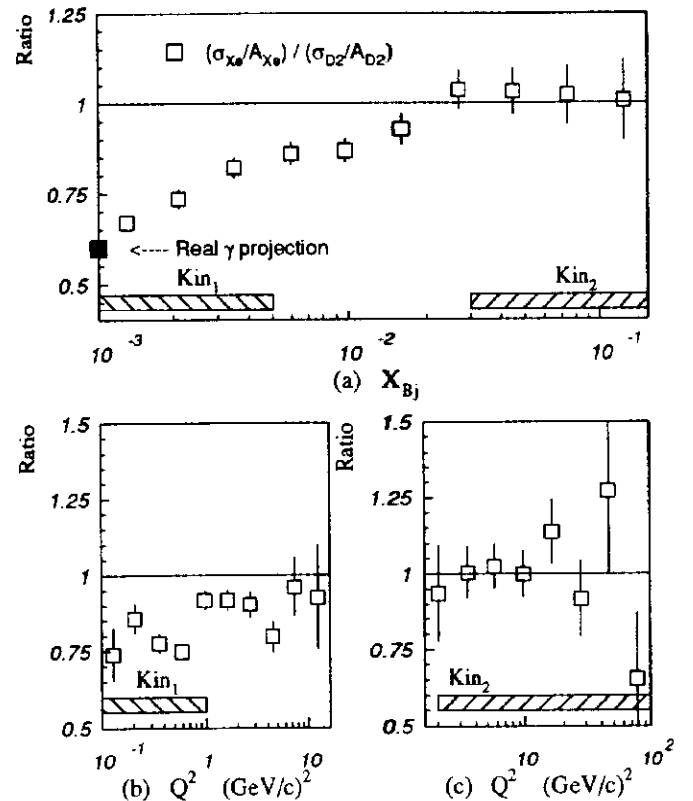 Ratio
1.25
1
0.75
0.5
(σXe/AXe) / (σD2/AD2)
<---- Real γ projection
Kin1
Kin2
10 -3
10 -2
10 -1
(a) XBj
Ratio
1.5
1.25
1
0.75
0.5
Kin1
10 -1
1
10
(b) Q2 (GeV/c)2
Ratio
1.5
1.25
1
0.75
0.5
Kin2
10
10 2
(c) Q2 (GeV/c)2